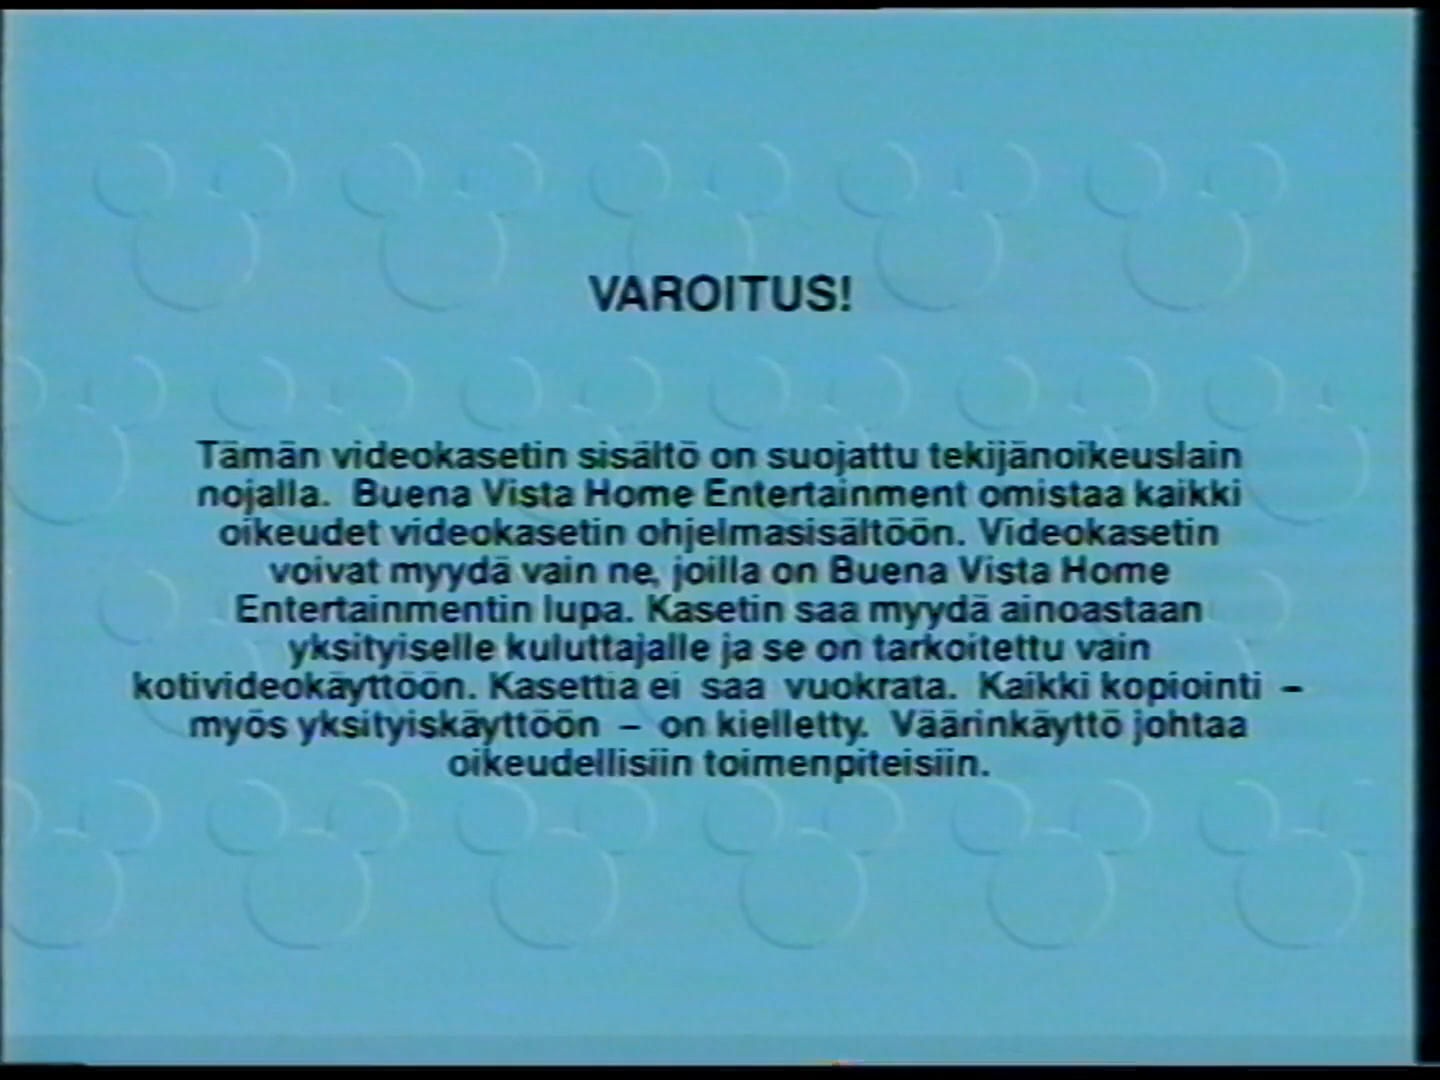 VAROITUS!
Tämän videokasetin sisältö on suojattu tekijänoikeuslain
nojalla. Buena Vista Home Entertainment omistaa kaikki
oikeudet videokasetin ohjelmasisältöön. Videokasetin
voivat myydä vain ne, joilla on Buena Vista Home
Entertainmentin lupa. Kasetin saa myydä ainoastaan
yksityiselle kuluttajalle ja se on tarkoitettu vain
kotivideokäyttöön. Kasettia ei saa vuokrata. Kaikki kopiointi –
myös yksityiskäyttöön – on kielletty. Väärinkäyttö johtaa
oikeudellisiin toimenpiteisiin.